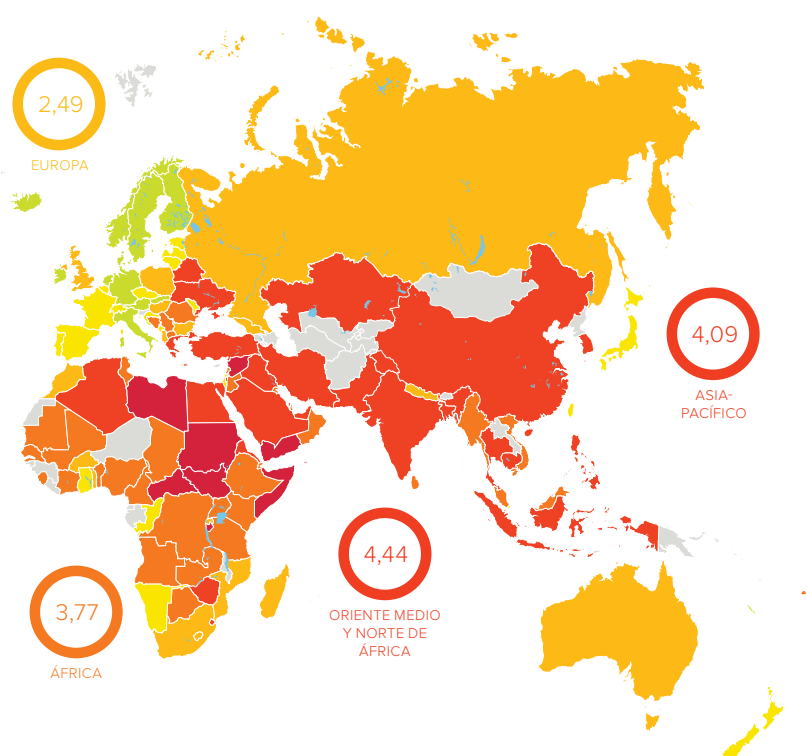 2,49
EUROPA
4,09
ASIA-
PACÍFICO
4,44
ORIENTE MEDIO
Y NORTE DE
ÁFRICA
3,77
ÁFRICA